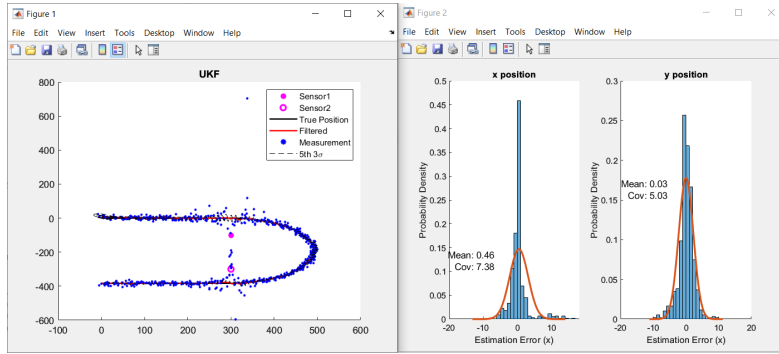 Figure 1
File Edit View Insert Tools Desktop Window Help
UKF
800
600
400
200
0
-200
-400
-600
-100 0 100 200 300 400 500 600
Sensor1
Sensor2
True Position
Filtered
Measurement
5th 3σ
Figure 2
File Edit View Insert Tools Desktop Window Help
x position
Probability Density
0.5
0.45
0.4
0.35
0.3
0.25
0.2
0.15
0.1
0.05
0
Mean: 0.46
Cov: 7.38
-20 -10 0 10
Estimation Error (x)
y position
Probability Density
0.3
0.25
0.2
0.15
0.1
0.05
0
Mean: 0.03
Cov: 5.03
-20 -10 0 10 20
Estimation Error (x)